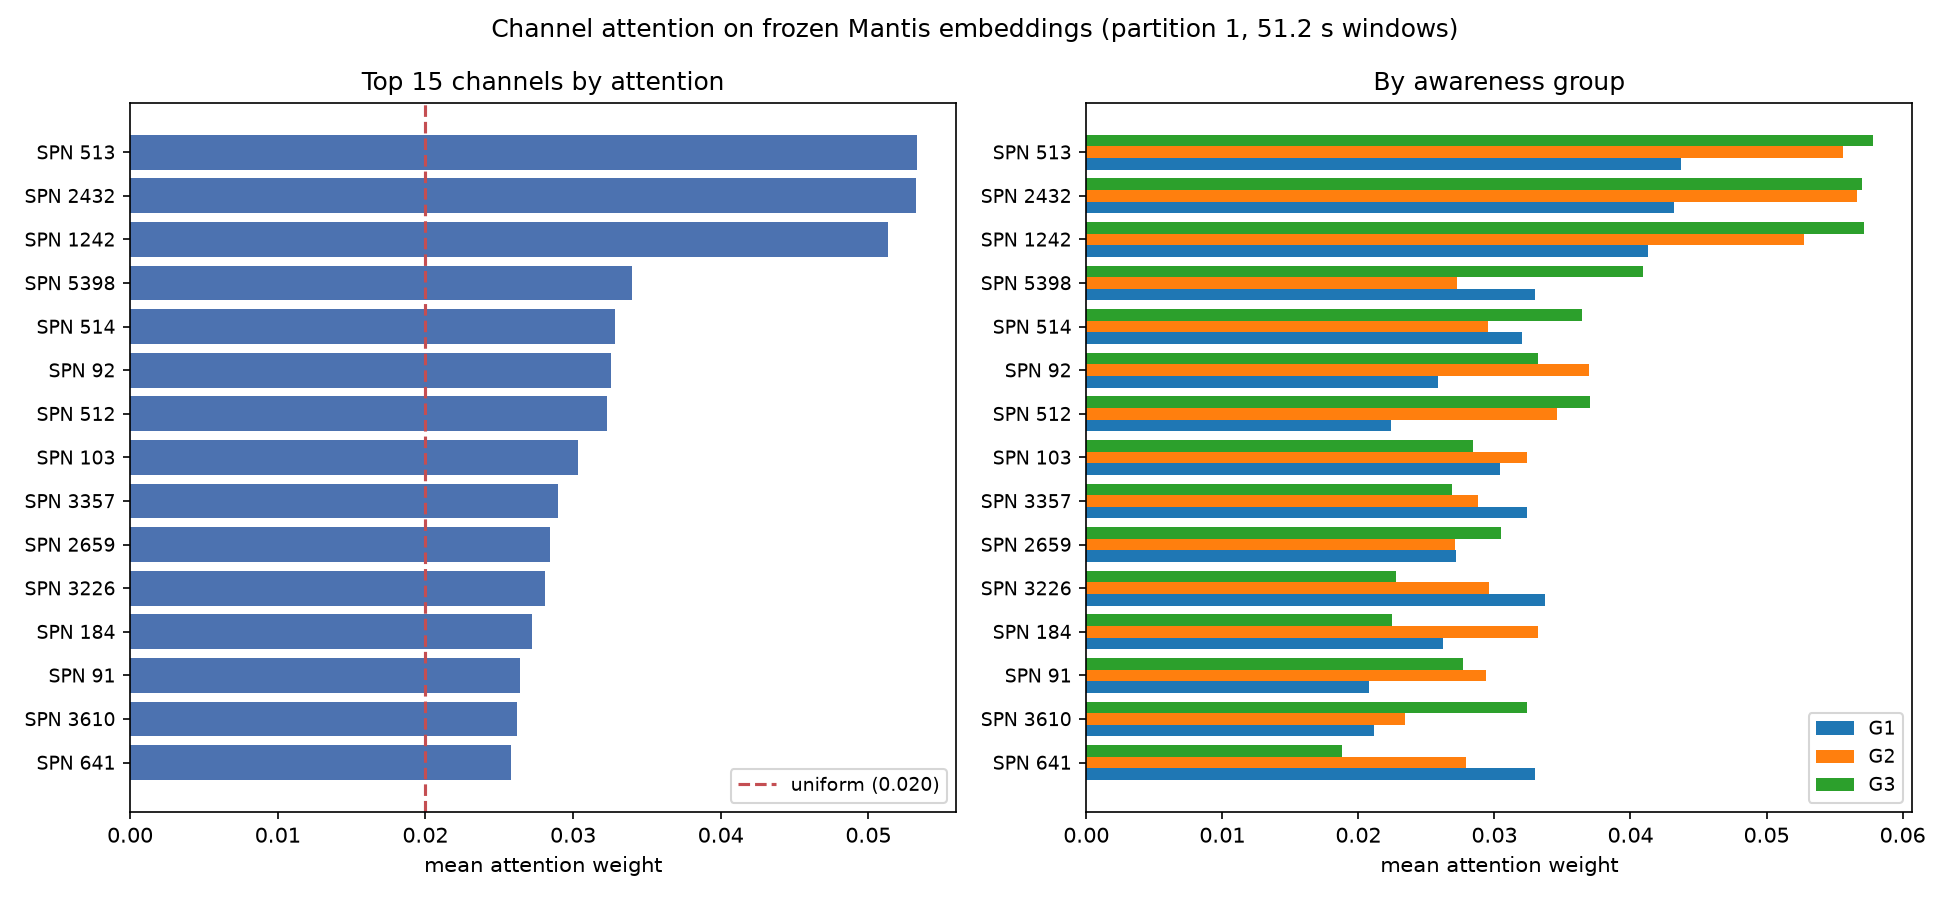 Channel attention on frozen Mantis embeddings (partition 1, 51.2 s windows)
Top 15 channels by attention
SPN 513
SPN 2432
SPN 1242
SPN 5398
SPN 514
SPN 92
SPN 512
SPN 103
SPN 3357
SPN 2659
SPN 3226
SPN 184
SPN 91
SPN 3610
SPN 641
uniform (0.020)
0.00 0.01 0.02 0.03 0.04 0.05
mean attention weight
By awareness group
SPN 513
SPN 2432
SPN 1242
SPN 5398
SPN 514
SPN 92
SPN 512
SPN 103
SPN 3357
SPN 2659
SPN 3226
SPN 184
SPN 91
SPN 3610
SPN 641
G1
G2
G3
0.00 0.01 0.02 0.03 0.04 0.05 0.06
mean attention weight